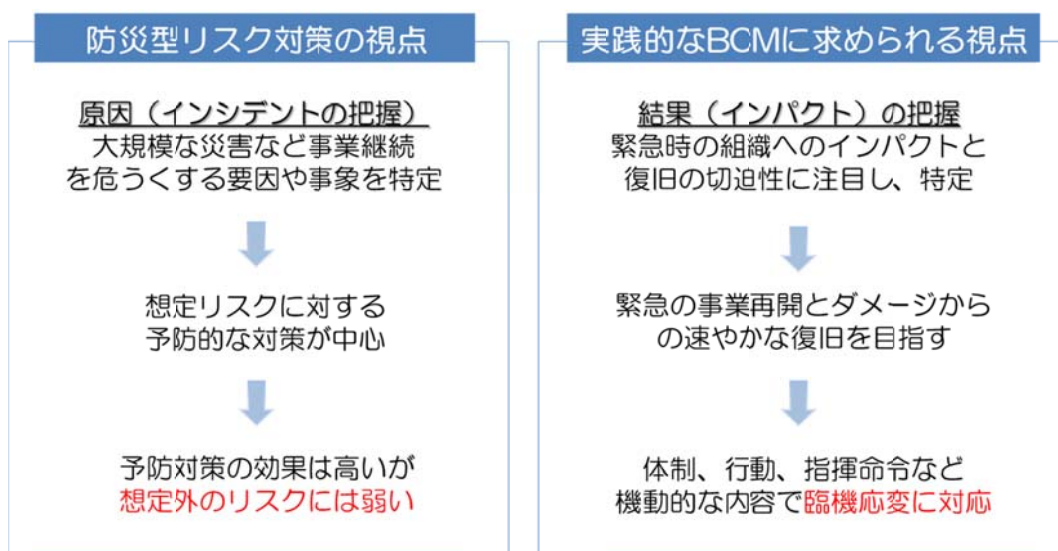 防災型リスク対策の視点
原因（インシデントの把握）
大規模な災害など事業継続
を危うくする要因や事象を特定
想定リスクに対する
予防的な対策が中心
予防対策の効果は高いが
想定外のリスクには弱い
実践的なBCMに求められる視点
結果（インパクト）の把握
緊急時の組織へのインパクトと
復旧の切迫性に注目し、特定
緊急の事業再開とダメージから
の速やかな復旧を目指す
体制、行動、指揮命令など
機動的な内容で臨機応変に対応